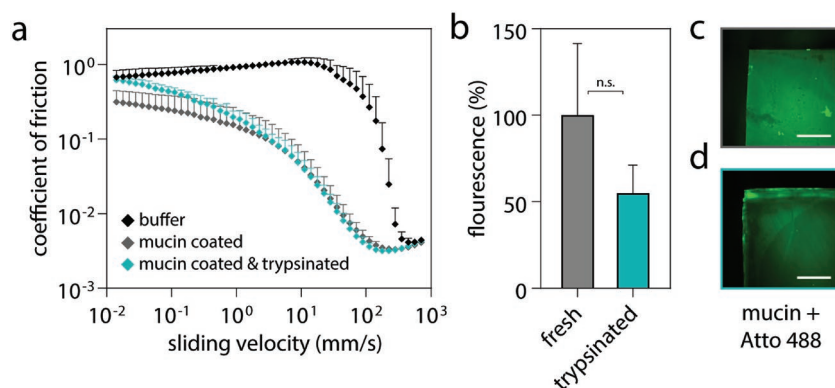 a
coefficient of friction
10⁰
10⁻¹
10⁻²
10⁻³
buffer
mucin coated
mucin coated & trypsinated
10⁻² 10⁻¹ 10⁰ 10¹ 10² 10³
sliding velocity (mm/s)
b
flourescence (%)
150
100
50
0
n.s.
fresh
trypsinated
c
d
mucin +
Atto 488